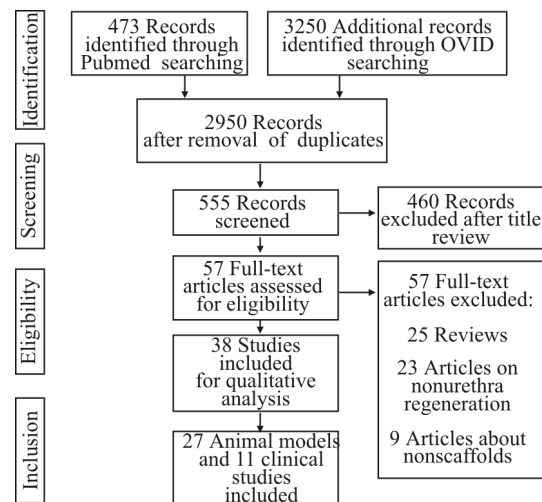 Identification
473 Records
identified through
Pubmed searching
3250 Additional records
identified through OVID
searching
2950 Records
after removal of duplicates
Screening
555 Records
screened
460 Records
excluded after title
review
Eligibility
57 Full-text
articles assessed
for eligibility
57 Full-text
articles excluded:
25 Reviews
23 Articles on
nonurethra
regeneration
9 Articles about
nonscaffolds
38 Studies
included
for qualitative
analysis
Inclusion
27 Animal models
and 11 clinical
studies
included